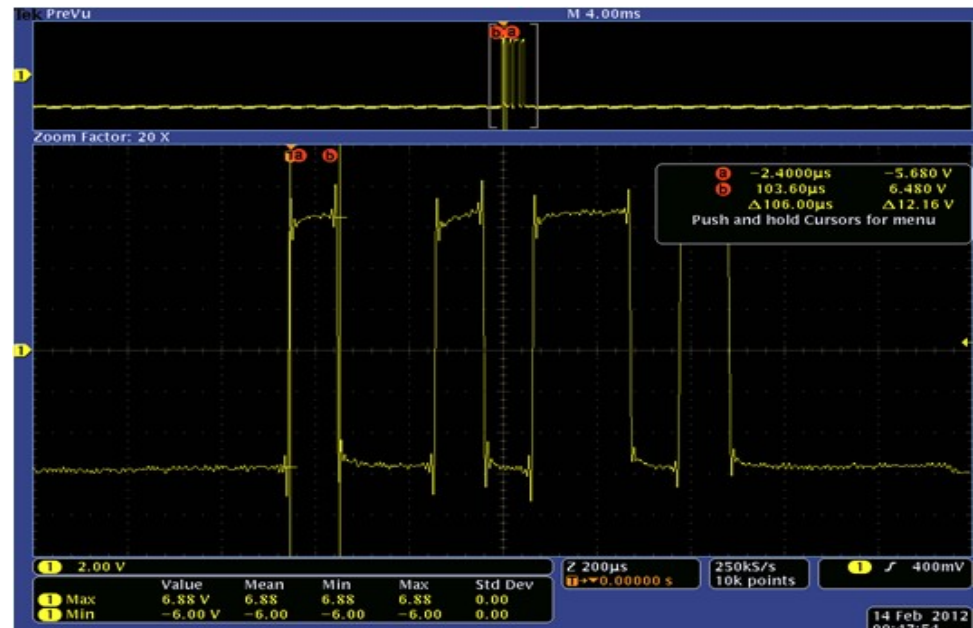 Tek PreVu M 4.00ms
b a
1
Zoom Factor: 20 X
a b
a −2.4000µs −5.680 V
b 103.60µs 6.480 V
Δ106.00µs Δ12.16 V
Push and hold Cursors for menu
1
1 2.00 V Z 200µs 250kS/s 1 400mV
T→▾0.00000 s 10k points
Value Mean Min Max Std Dev
1 Max 6.88 V 6.88 6.88 6.88 0.00
1 Min −6.00 V −6.00 −6.00 −6.00 0.00
14 Feb 2012